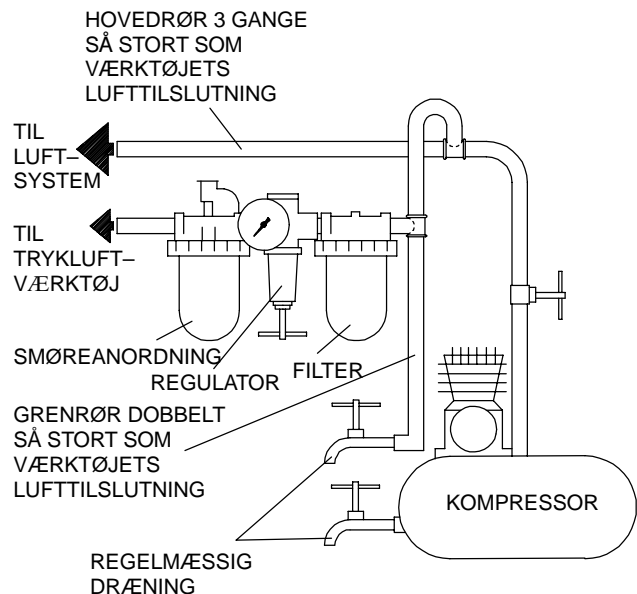 HOVEDRØR 3 GANGE
SÅ STORT SOM
VÆRKTØJETS
LUFTTILSLUTNING
TIL
LUFT–
SYSTEM
TIL
TRYKLUFT–
VÆRKTØJ
SMØREANORDNING
REGULATOR
FILTER
GRENRØR DOBBELT
SÅ STORT SOM
VÆRKTØJETS
LUFTTILSLUTNING
KOMPRESSOR
REGELMÆSSIG
DRÆNING